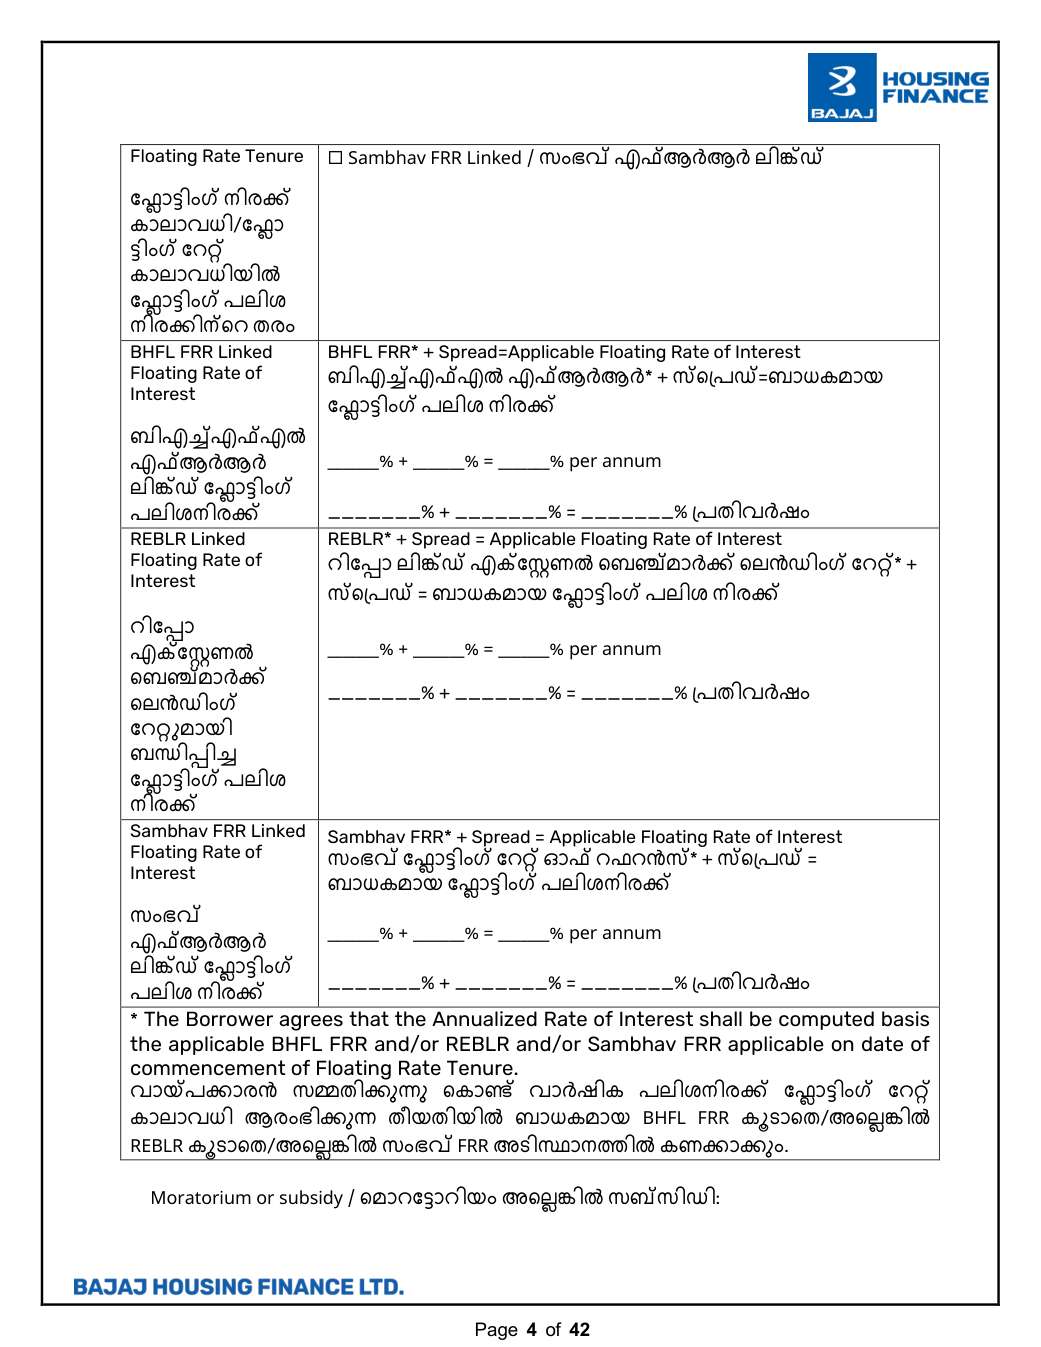 BAJAJ
HOUSING
FINANCE
Floating Rate Tenure
ഫ്ലോട്ടിംഗ് നിരക്ക്
കാലാവധി/ഫ്ലോ
ട്ടിംഗ് റേറ്റ്
കാലാവധിയിൽ
ഫ്ലോട്ടിംഗ് പലിശ
നിരക്കിന്റെ തരം
☐ Sambhav FRR Linked / സംഭവ് എഫ്ആർആർ ലിങ്ക്ഡ്
BHFL FRR Linked
Floating Rate of
Interest
ബിഎച്ച്എഫ്എൽ
എഫ്ആർആർ
ലിങ്ക്ഡ് ഫ്ലോട്ടിംഗ്
പലിശനിരക്ക്
BHFL FRR* + Spread=Applicable Floating Rate of Interest
ബിഎച്ച്എഫ്എൽ എഫ്ആർആർ* + സ്പ്രെഡ്=ബാധകമായ
ഫ്ലോട്ടിംഗ് പലിശ നിരക്ക്
______% + ______% = ______% per annum
_______% + _______% = _______% പ്രതിവർഷം
REBLR Linked
Floating Rate of
Interest
റിപ്പോ
എക്സ്റ്റേണൽ
ബെഞ്ച്മാർക്ക്
ലെൻഡിംഗ്
റേറ്റുമായി
ബന്ധിപ്പിച്ച
ഫ്ലോട്ടിംഗ് പലിശ
നിരക്ക്
REBLR* + Spread = Applicable Floating Rate of Interest
റിപ്പോ ലിങ്ക്ഡ് എക്സ്റ്റേണൽ ബെഞ്ച്മാർക്ക് ലെൻഡിംഗ് റേറ്റ്* +
സ്പ്രെഡ് = ബാധകമായ ഫ്ലോട്ടിംഗ് പലിശ നിരക്ക്
______% + ______% = ______% per annum
_______% + _______% = _______% പ്രതിവർഷം
Sambhav FRR Linked
Floating Rate of
Interest
സംഭവ്
എഫ്ആർആർ
ലിങ്ക്ഡ് ഫ്ലോട്ടിംഗ്
പലിശ നിരക്ക്
Sambhav FRR* + Spread = Applicable Floating Rate of Interest
സംഭവ് ഫ്ലോട്ടിംഗ് റേറ്റ് ഓഫ് റഫറൻസ്* + സ്പ്രെഡ് =
ബാധകമായ ഫ്ലോട്ടിംഗ് പലിശനിരക്ക്
______% + ______% = ______% per annum
_______% + _______% = _______% പ്രതിവർഷം
* The Borrower agrees that the Annualized Rate of Interest shall be computed basis
the applicable BHFL FRR and/or REBLR and/or Sambhav FRR applicable on date of
commencement of Floating Rate Tenure.
വായ്പക്കാരൻ സമ്മതിക്കുന്നു കൊണ്ട് വാർഷിക പലിശനിരക്ക് ഫ്ലോട്ടിംഗ് റേറ്റ്
കാലാവധി ആരംഭിക്കുന്ന തീയതിയിൽ ബാധകമായ BHFL FRR കൂടാതെ/അല്ലെങ്കിൽ
REBLR കൂടാതെ/അല്ലെങ്കിൽ സംഭവ് FRR അടിസ്ഥാനത്തിൽ കണക്കാക്കും.
Moratorium or subsidy / മൊറട്ടോറിയം അല്ലെങ്കിൽ സബ്സിഡി:
BAJAJ HOUSING FINANCE LTD.
Page 4 of 42